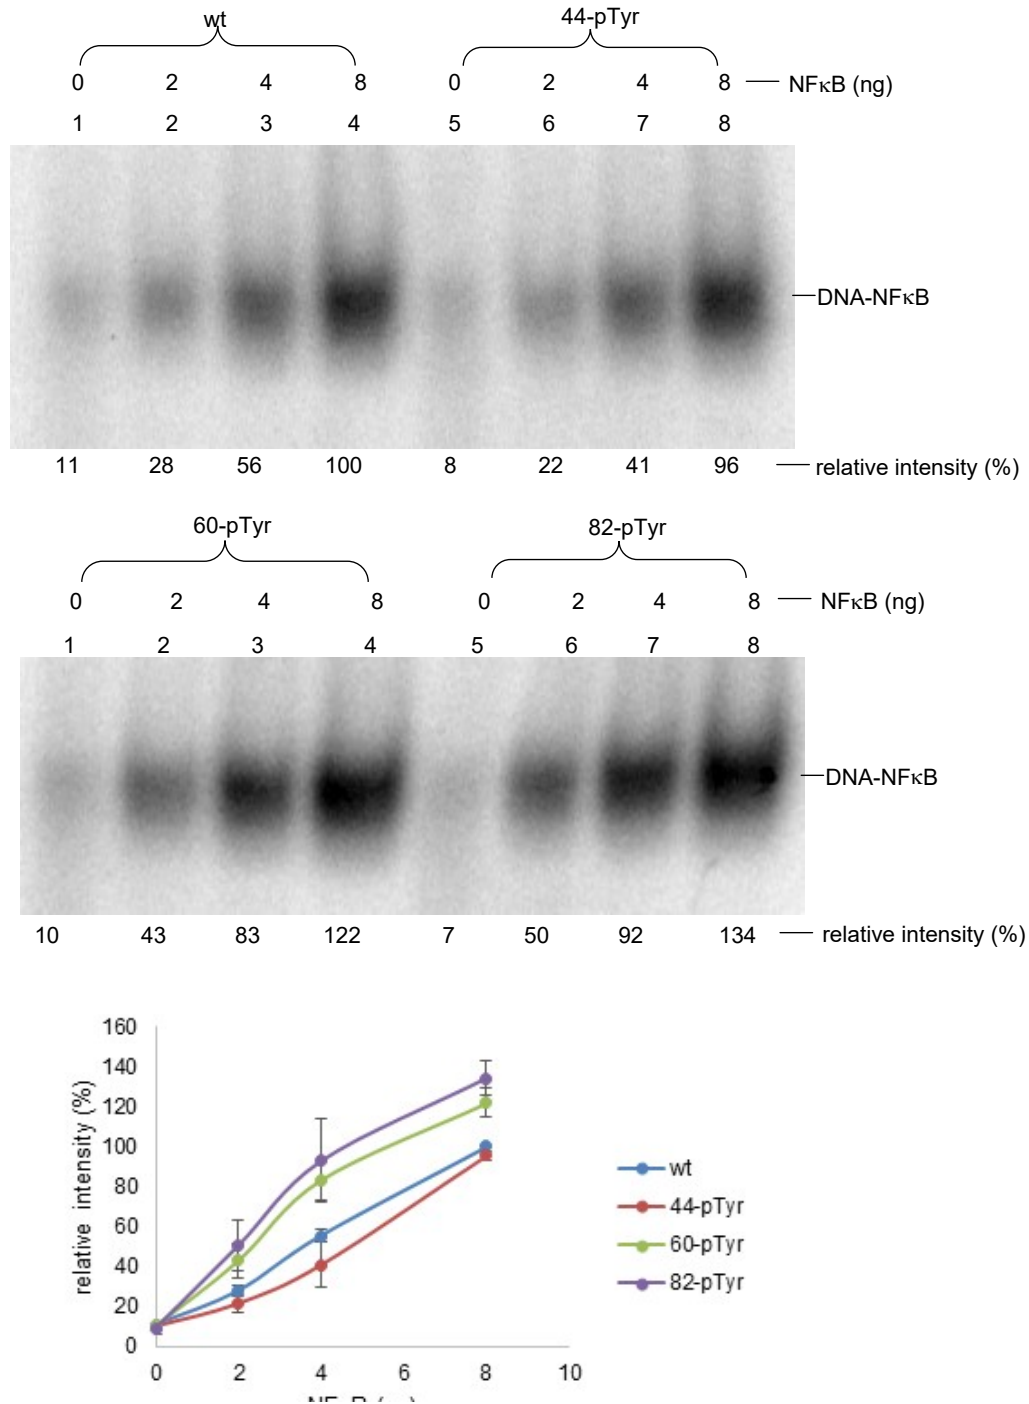 wt 44-pTyr
0 2 4 8 0 2 4 8 NFκB (ng)
1 2 3 4 5 6 7 8
DNA-NFκB
11 28 56 100 8 22 41 96 relative intensity (%)
60-pTyr 82-pTyr
0 2 4 8 0 2 4 8 NFκB (ng)
1 2 3 4 5 6 7 8
DNA-NFκB
10 43 83 122 7 50 92 134 relative intensity (%)
160
140
120
100
80
60
40
20
0
relative intensity (%)
0 2 4 6 8 10
wt
44-pTyr
60-pTyr
82-pTyr